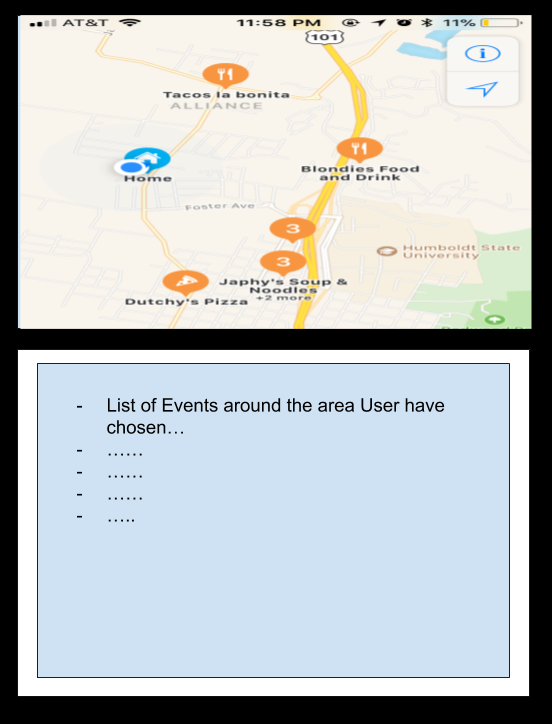 AT&T 11:58 PM 11%
101
Tacos la bonita
ALLIANCE
Blondies Food
and Drink
Home
Foster Ave
3
Humboldt State
University
3
Japhy's Soup &
Noodles
+2 more
Dutchy's Pizza
- List of Events around the area User have
chosen…
- ……
- ……
- ……
- …..